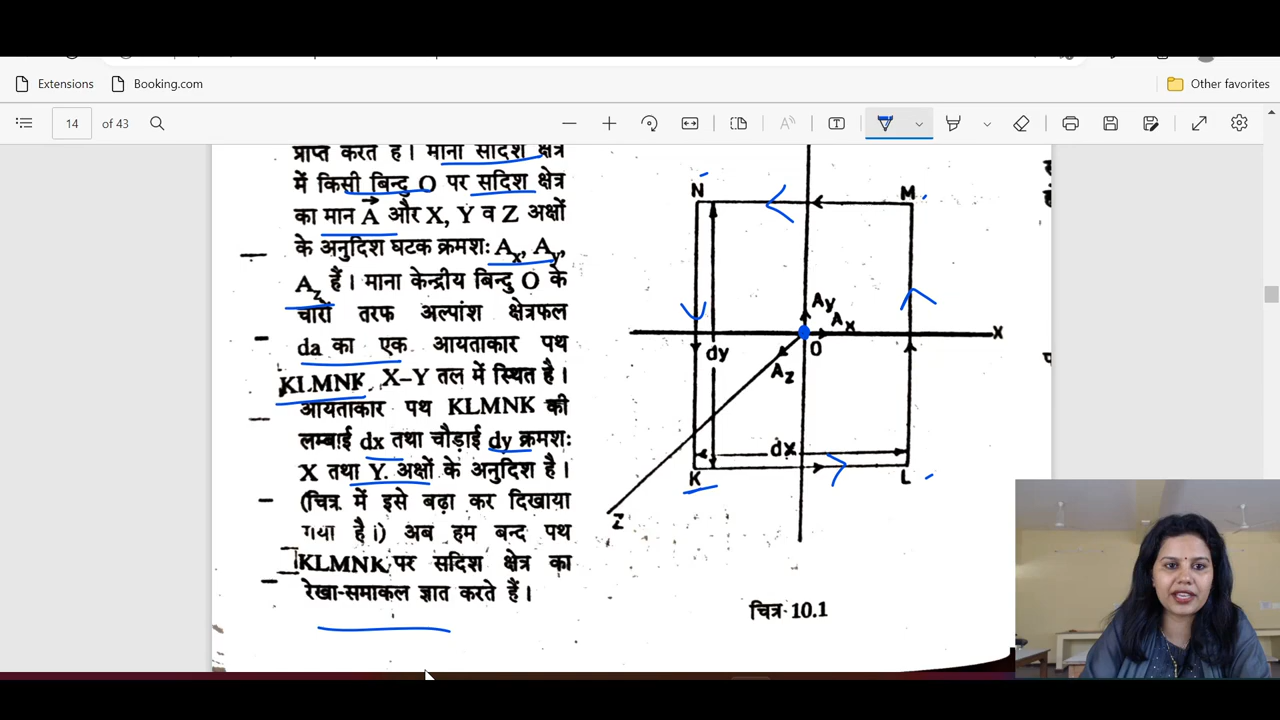 Extensions
Booking.com
Other favorites
14 of 43
प्राप्त करते हैं। माना सदिश क्षेत्र
में किसी बिन्दु O पर सदिश क्षेत्र
का मान A⃗ और X, Y व Z अक्षों
के अनुदिश घटक क्रमशः Aₓ, Aᵧ,
A_z हैं। माना केन्द्रीय बिन्दु O के
चारों तरफ अल्पांश क्षेत्रफल
da का एक आयताकार पथ
KLMNK, X–Y तल में स्थित है।
आयताकार पथ KLMNK की
लम्बाई dx तथा चौड़ाई dy क्रमशः
X तथा Y. अक्षों के अनुदिश है।
(चित्र में इसे बढ़ा कर दिखाया
गया है।) अब हम बन्द पथ
KLMNK पर सदिश क्षेत्र का
रेखा-समाकल ज्ञात करते हैं।
N
M
Ay
Ax
X
dy
O
Az
dx
K
L
Z
चित्र 10.1